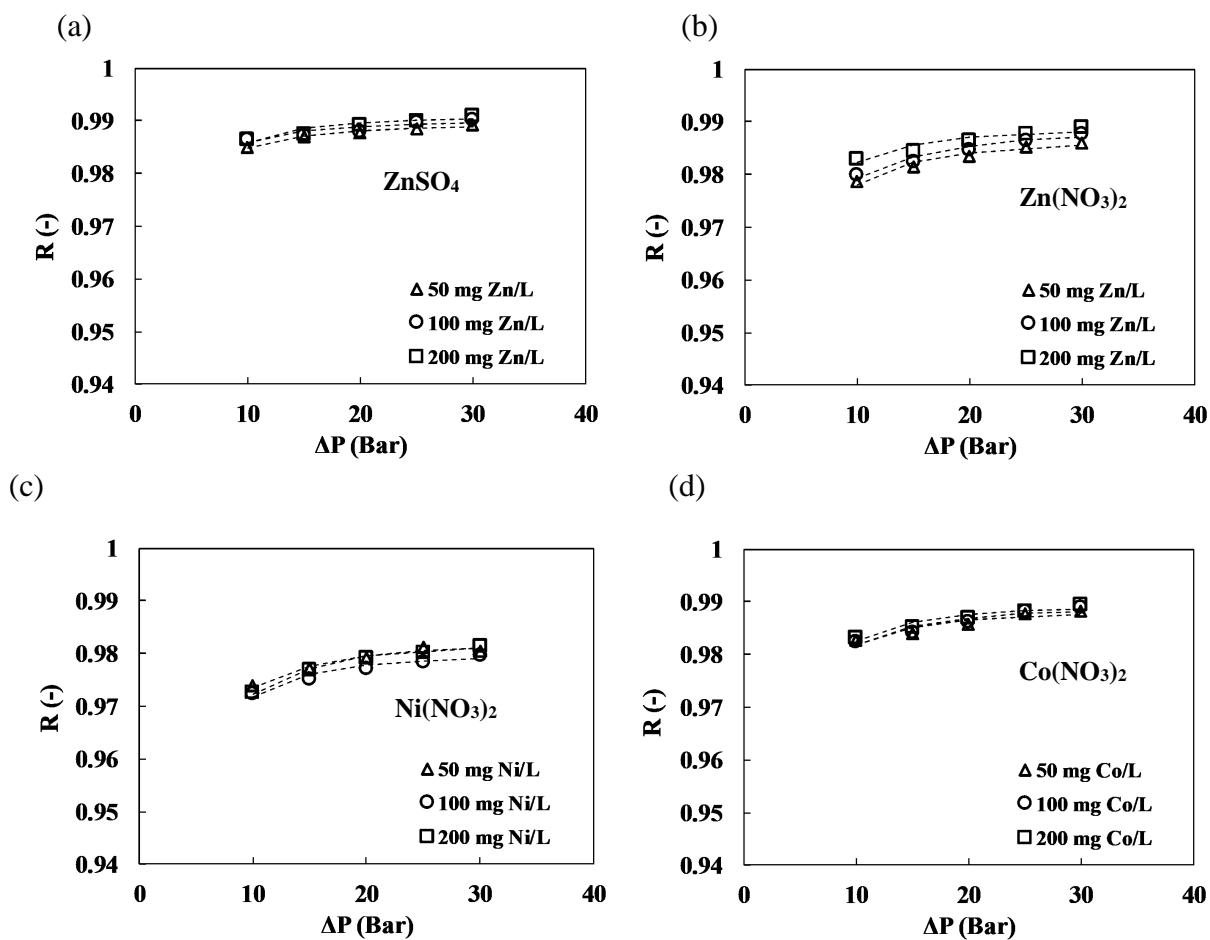 (a)
1
0.99
0.98
0.97
0.96
0.95
0.94
R (-)
ZnSO4
50 mg Zn/L
100 mg Zn/L
200 mg Zn/L
0 10 20 30 40
ΔP (Bar)
(b)
1
0.99
0.98
0.97
0.96
0.95
0.94
R (-)
Zn(NO3)2
50 mg Zn/L
100 mg Zn/L
200 mg Zn/L
0 10 20 30 40
ΔP (Bar)
(c)
1
0.99
0.98
0.97
0.96
0.95
0.94
R (-)
Ni(NO3)2
50 mg Ni/L
100 mg Ni/L
200 mg Ni/L
0 10 20 30 40
ΔP (Bar)
(d)
1
0.99
0.98
0.97
0.96
0.95
0.94
R (-)
Co(NO3)2
50 mg Co/L
100 mg Co/L
200 mg Co/L
0 10 20 30 40
ΔP (Bar)